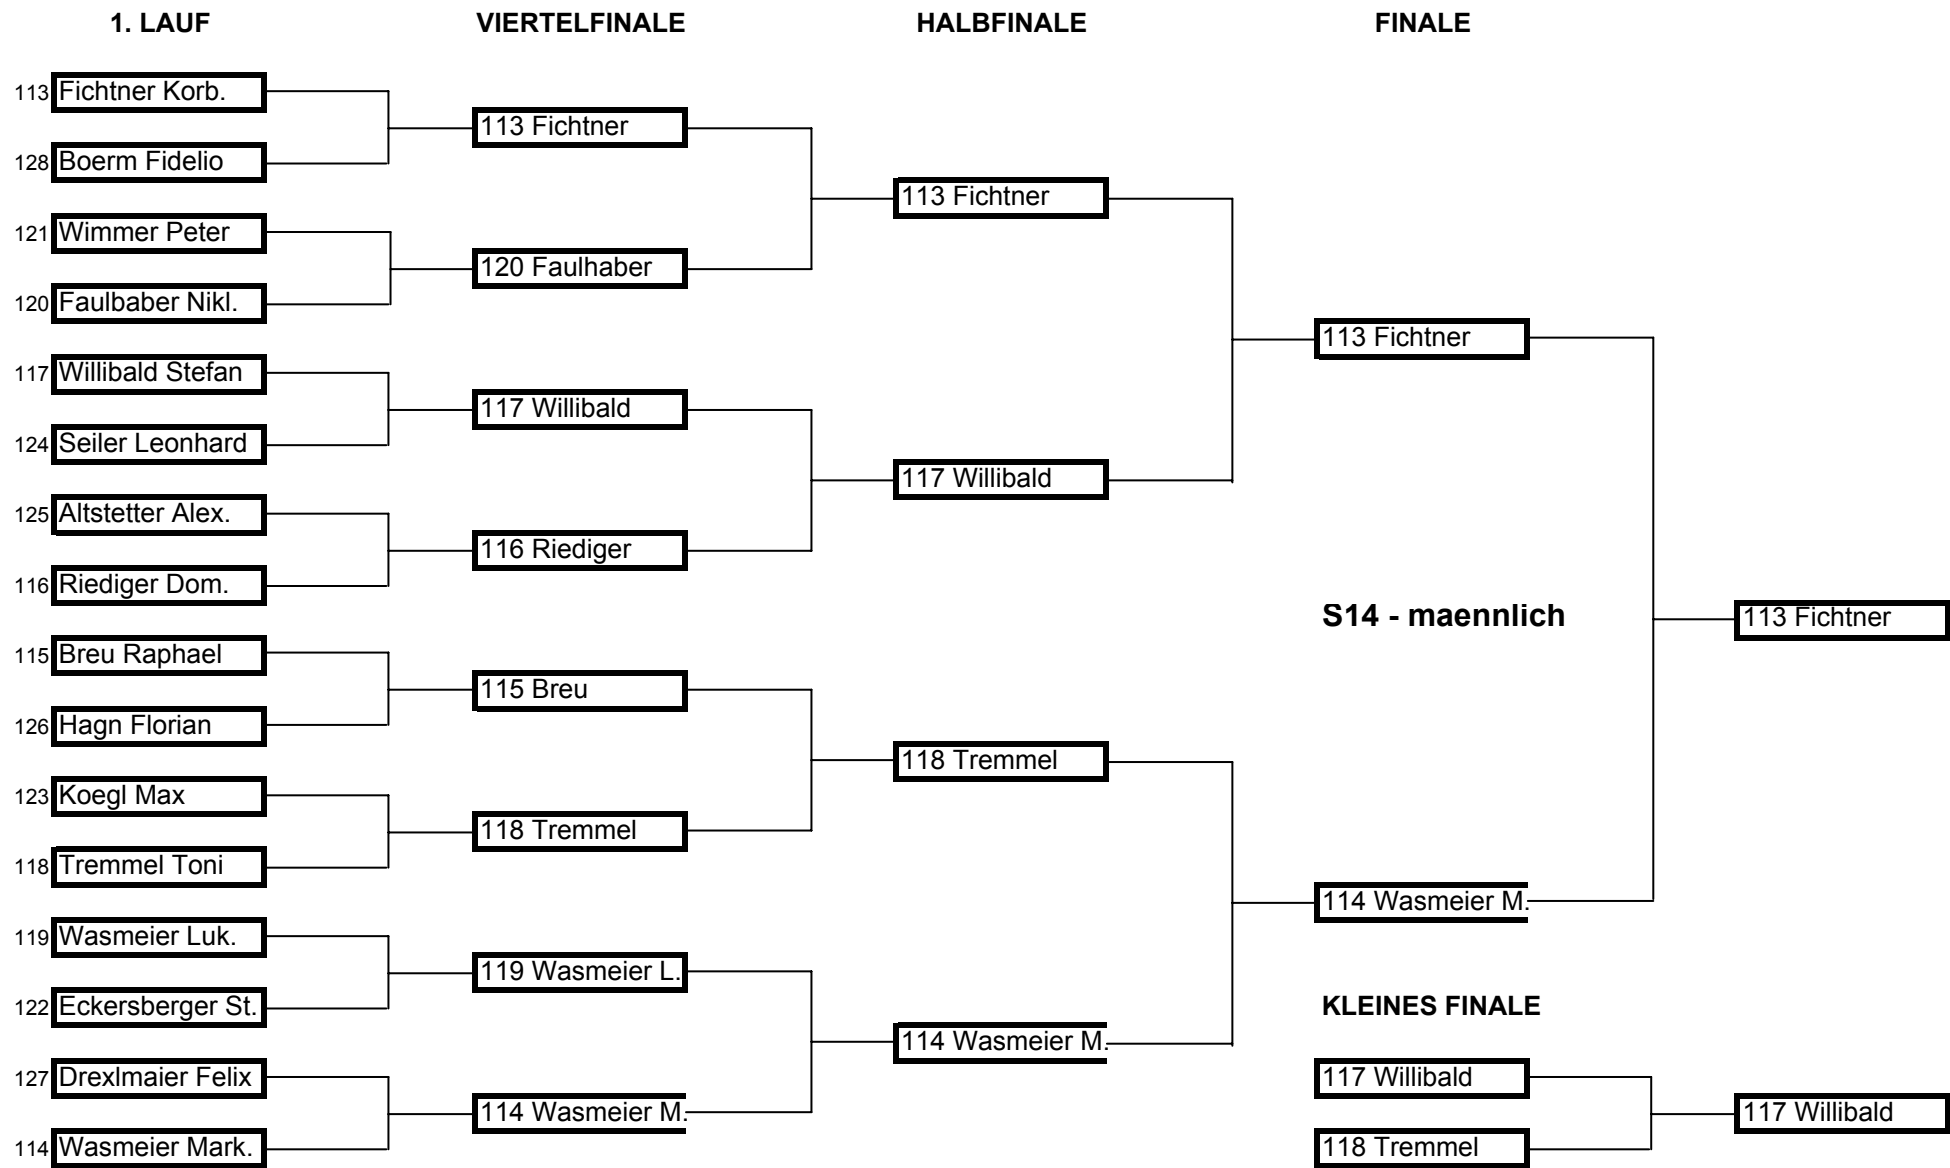 1. LAUF VIERTELFINALE HALBFINALE FINALE
113 Fichtner Korb.
113 Fichtner
128 Boerm Fidelio
113 Fichtner
121 Wimmer Peter
120 Faulhaber
120 Faulbaber Nikl.
113 Fichtner
117 Willibald Stefan
117 Willibald
124 Seiler Leonhard
117 Willibald
125 Altstetter Alex.
116 Riediger
116 Riediger Dom.
S14 - maennlich 113 Fichtner
115 Breu Raphael
115 Breu
126 Hagn Florian
118 Tremmel
123 Koegl Max
118 Tremmel
118 Tremmel Toni
114 Wasmeier M.
119 Wasmeier Luk.
119 Wasmeier L.
122 Eckersberger St.
KLEINES FINALE
114 Wasmeier M.
127 Drexlmaier Felix
117 Willibald
114 Wasmeier M.
117 Willibald
114 Wasmeier Mark.
118 Tremmel